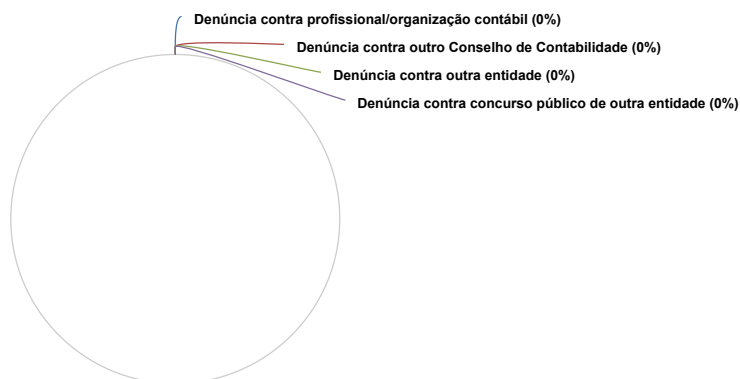 Denúncia contra profissional/organização contábil (0%)
Denúncia contra outro Conselho de Contabilidade (0%)
Denúncia contra outra entidade (0%)
Denúncia contra concurso público de outra entidade (0%)